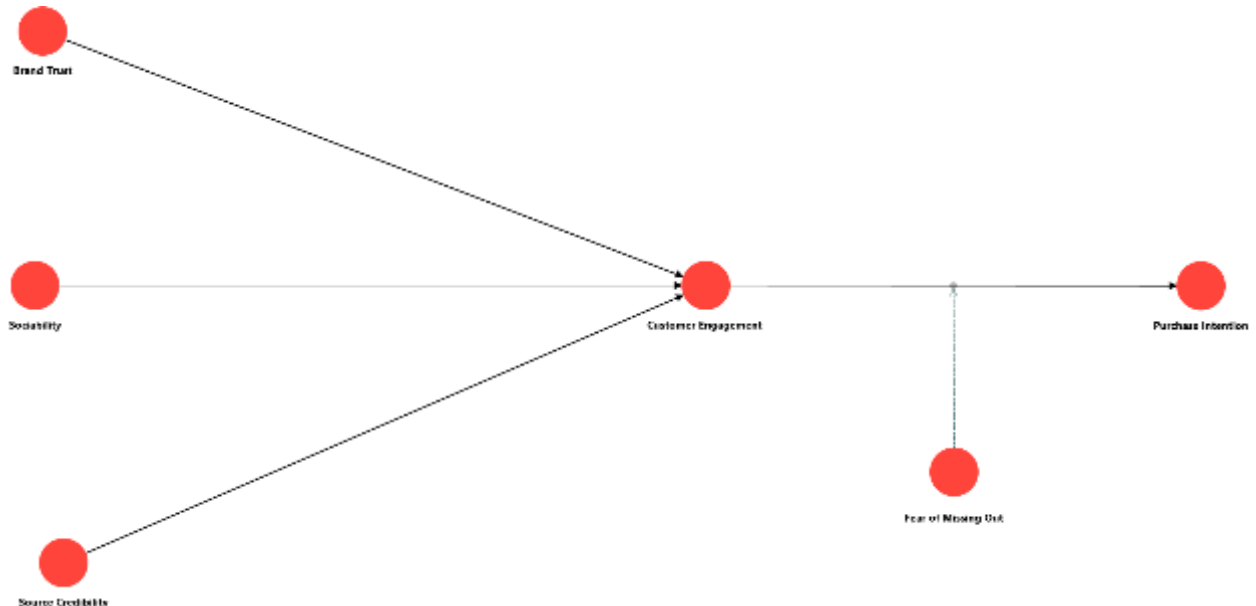 Brand Trust
Sociability
Customer Engagement
Purchase Intention
Fear of Missing Out
Source Credibility